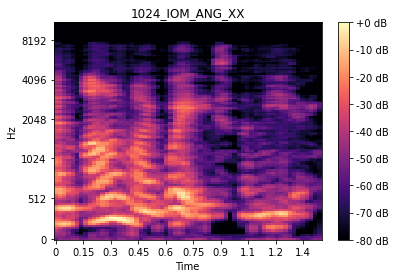 1024_IOM_ANG_XX
8192
4096
2048
1024
512
0
Hz
0 0.15 0.3 0.45 0.6 0.75 0.9 1.1 1.2 1.4
Time
+0 dB
-10 dB
-20 dB
-30 dB
-40 dB
-50 dB
-60 dB
-70 dB
-80 dB